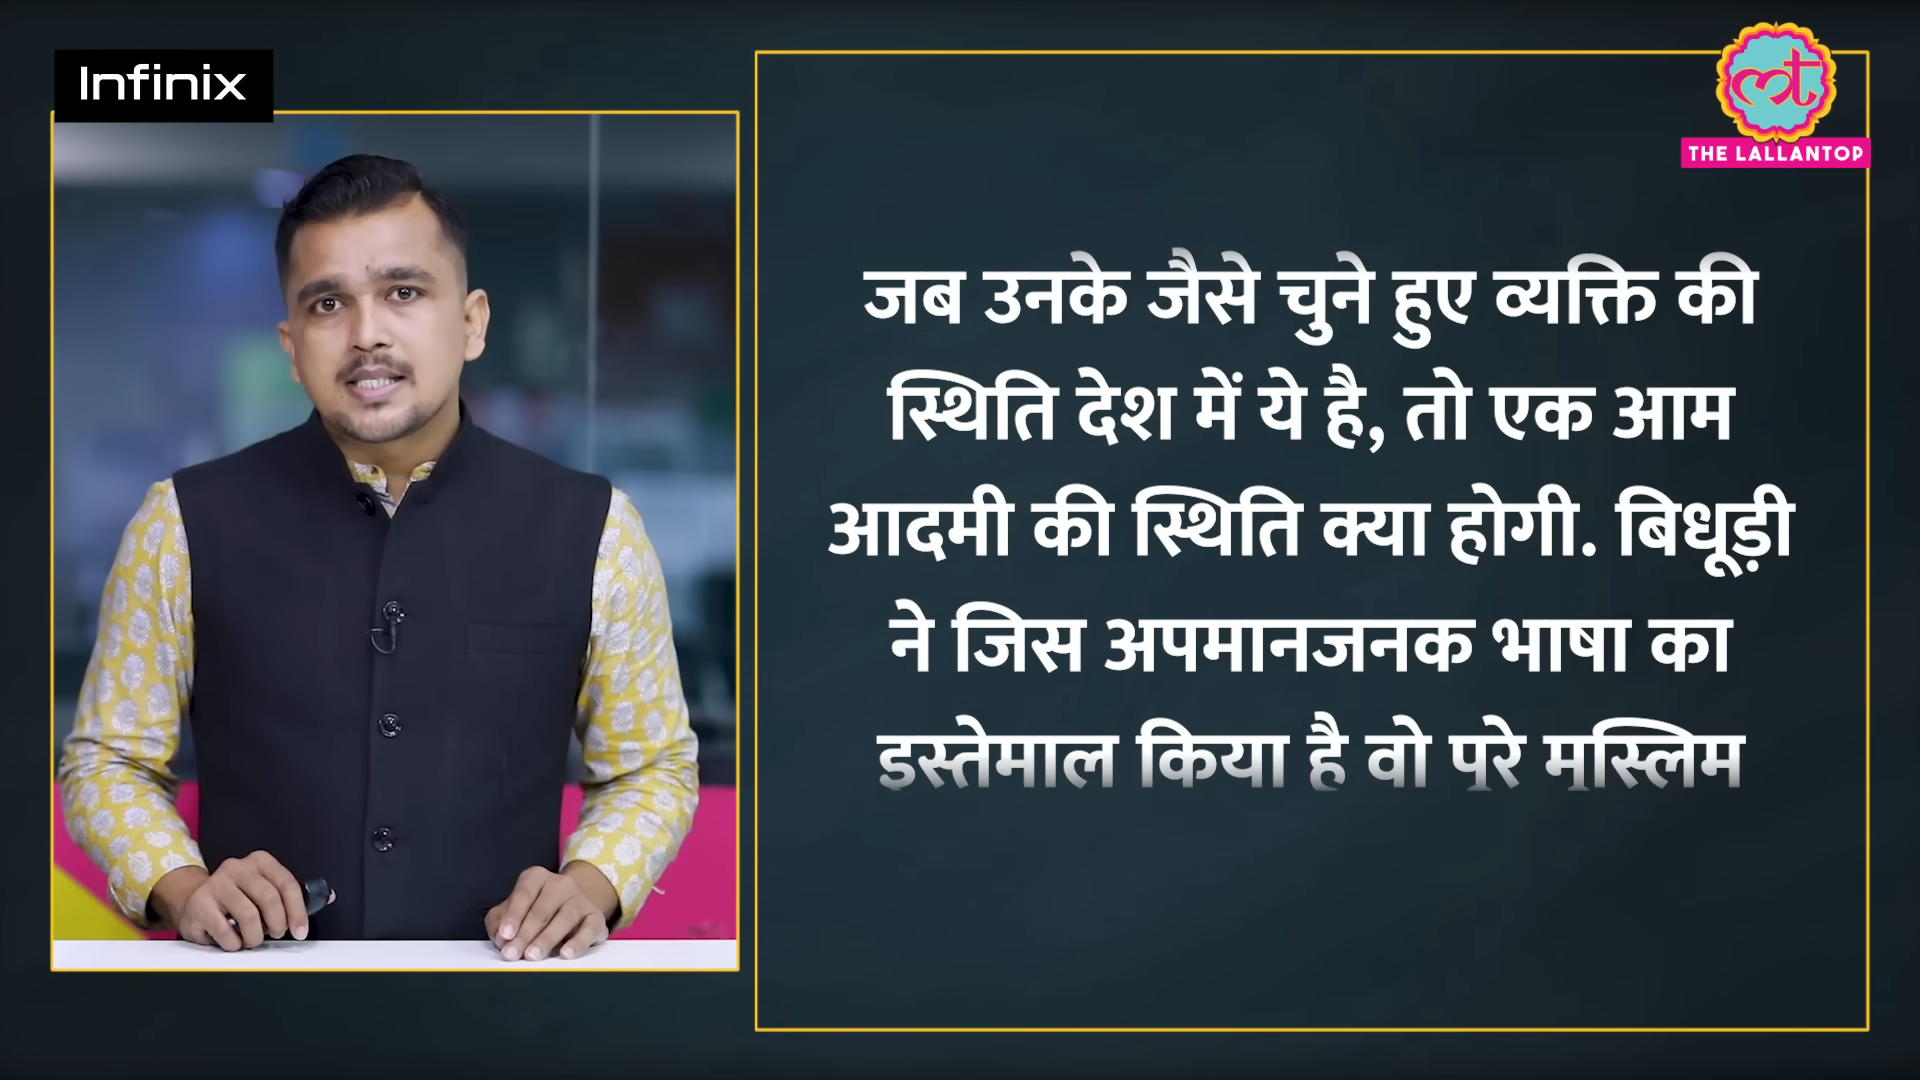 Infinix
THE LALLANTOP
जब उनके जैसे चुने हुए व्यक्ति की
स्थिति देश में ये है, तो एक आम
आदमी की स्थिति क्या होगी. बिधूड़ी
ने जिस अपमानजनक भाषा का
इस्तेमाल किया है वो पूरे मुस्लिम